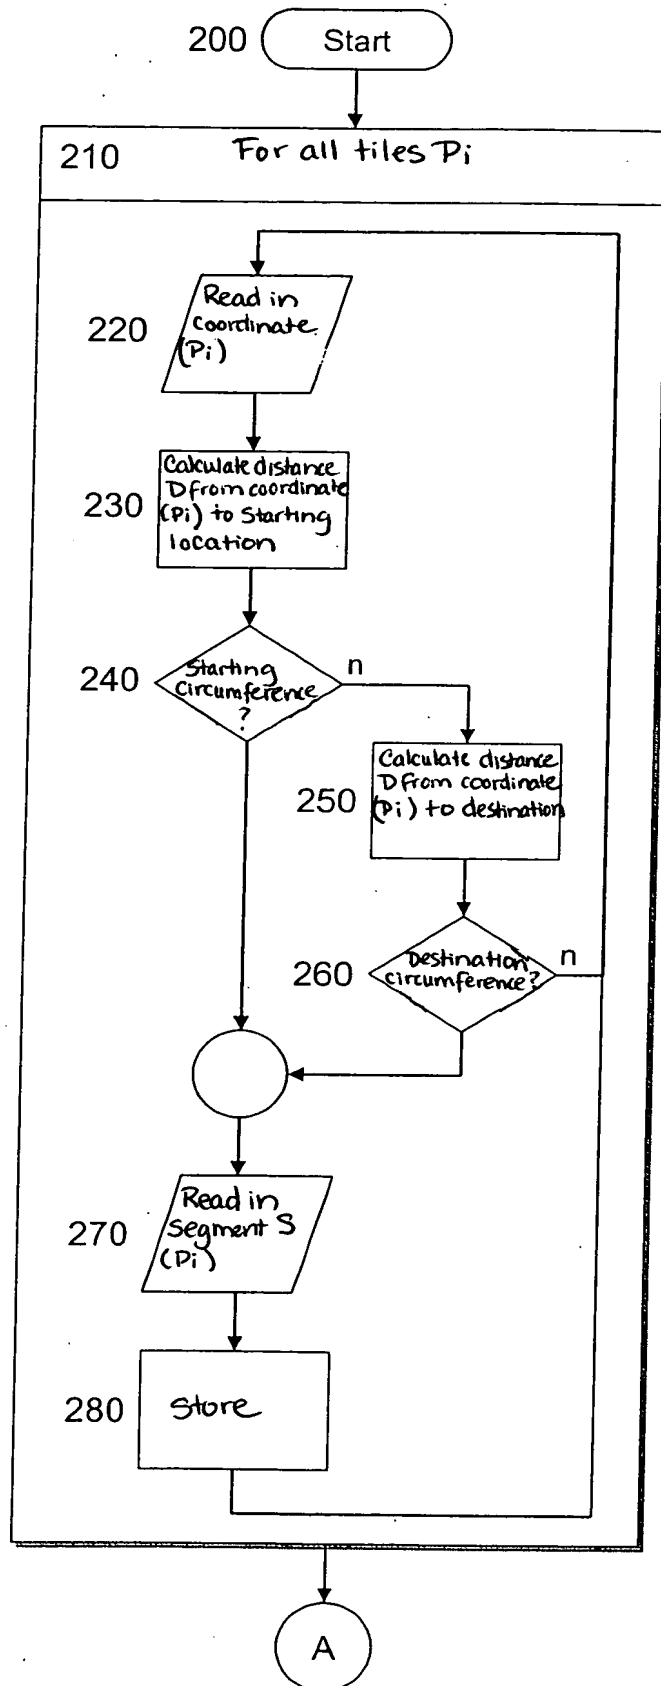 200 Start
210 For all tiles Pi
220
Read in
coordinate
(Pi)
230
Calculate distance
D from coordinate
(Pi) to Starting
location
240
Starting
circumference
?
n
250
Calculate distance
D from coordinate
(Pi) to destination
260
Destination
circumference?
n
270
Read in
segment S
(Pi)
280
Store
A